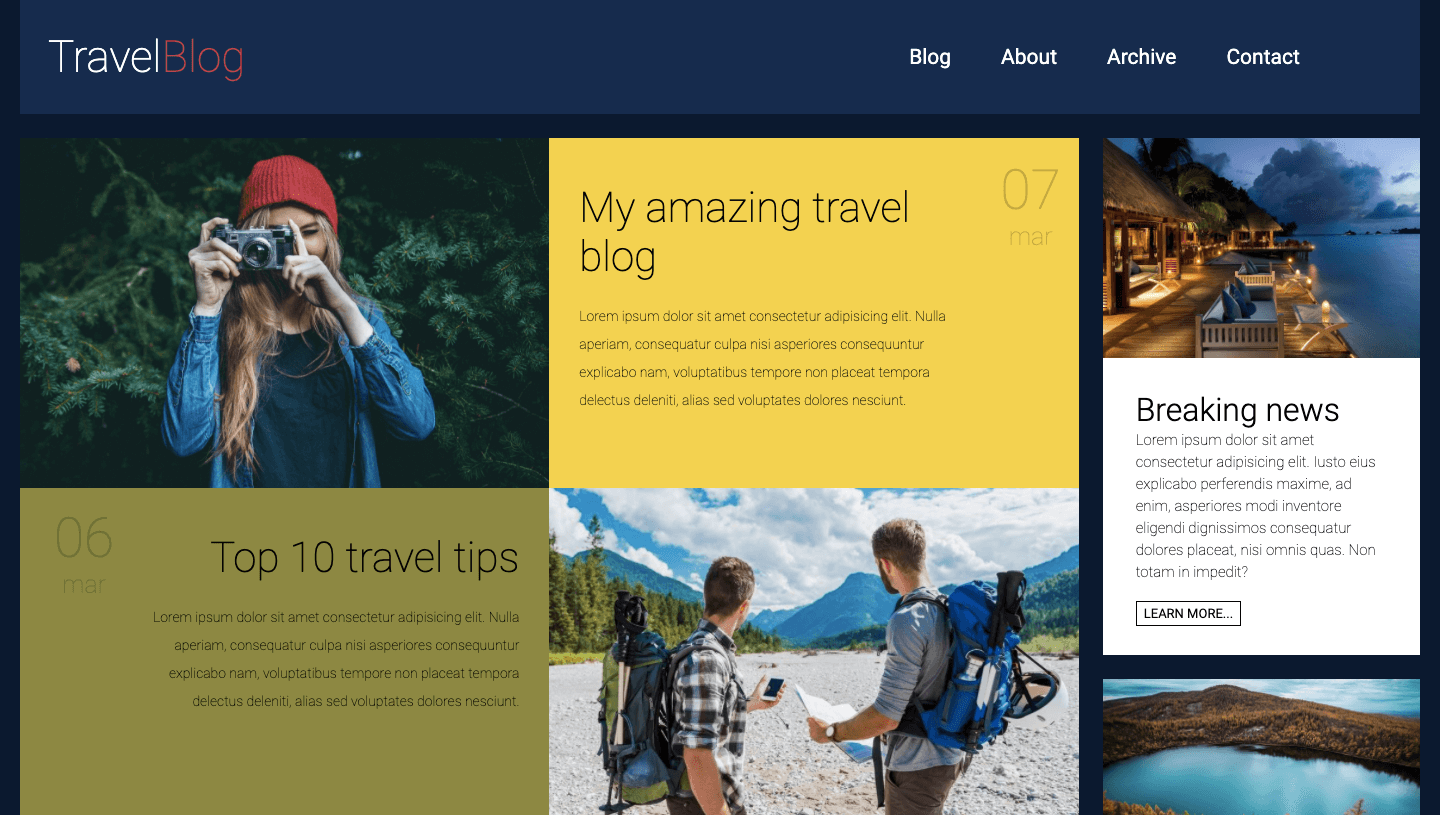 TravelBlog
Blog About Archive Contact
My amazing travel
blog
07
mar
Lorem ipsum dolor sit amet consectetur adipisicing elit. Nulla
aperiam, consequatur culpa nisi asperiores consequuntur
explicabo nam, voluptatibus tempore non placeat tempora
delectus deleniti, alias sed voluptates dolores nesciunt.
06
mar
Top 10 travel tips
Lorem ipsum dolor sit amet consectetur adipisicing elit. Nulla
aperiam, consequatur culpa nisi asperiores consequuntur
explicabo nam, voluptatibus tempore non placeat tempora
delectus deleniti, alias sed voluptates dolores nesciunt.
Breaking news
Lorem ipsum dolor sit amet
consectetur adipisicing elit. Iusto eius
explicabo perferendis maxime, ad
enim, asperiores modi inventore
eligendi dignissimos consequatur
dolores placeat, nisi omnis quas. Non
totam in impedit?
LEARN MORE...